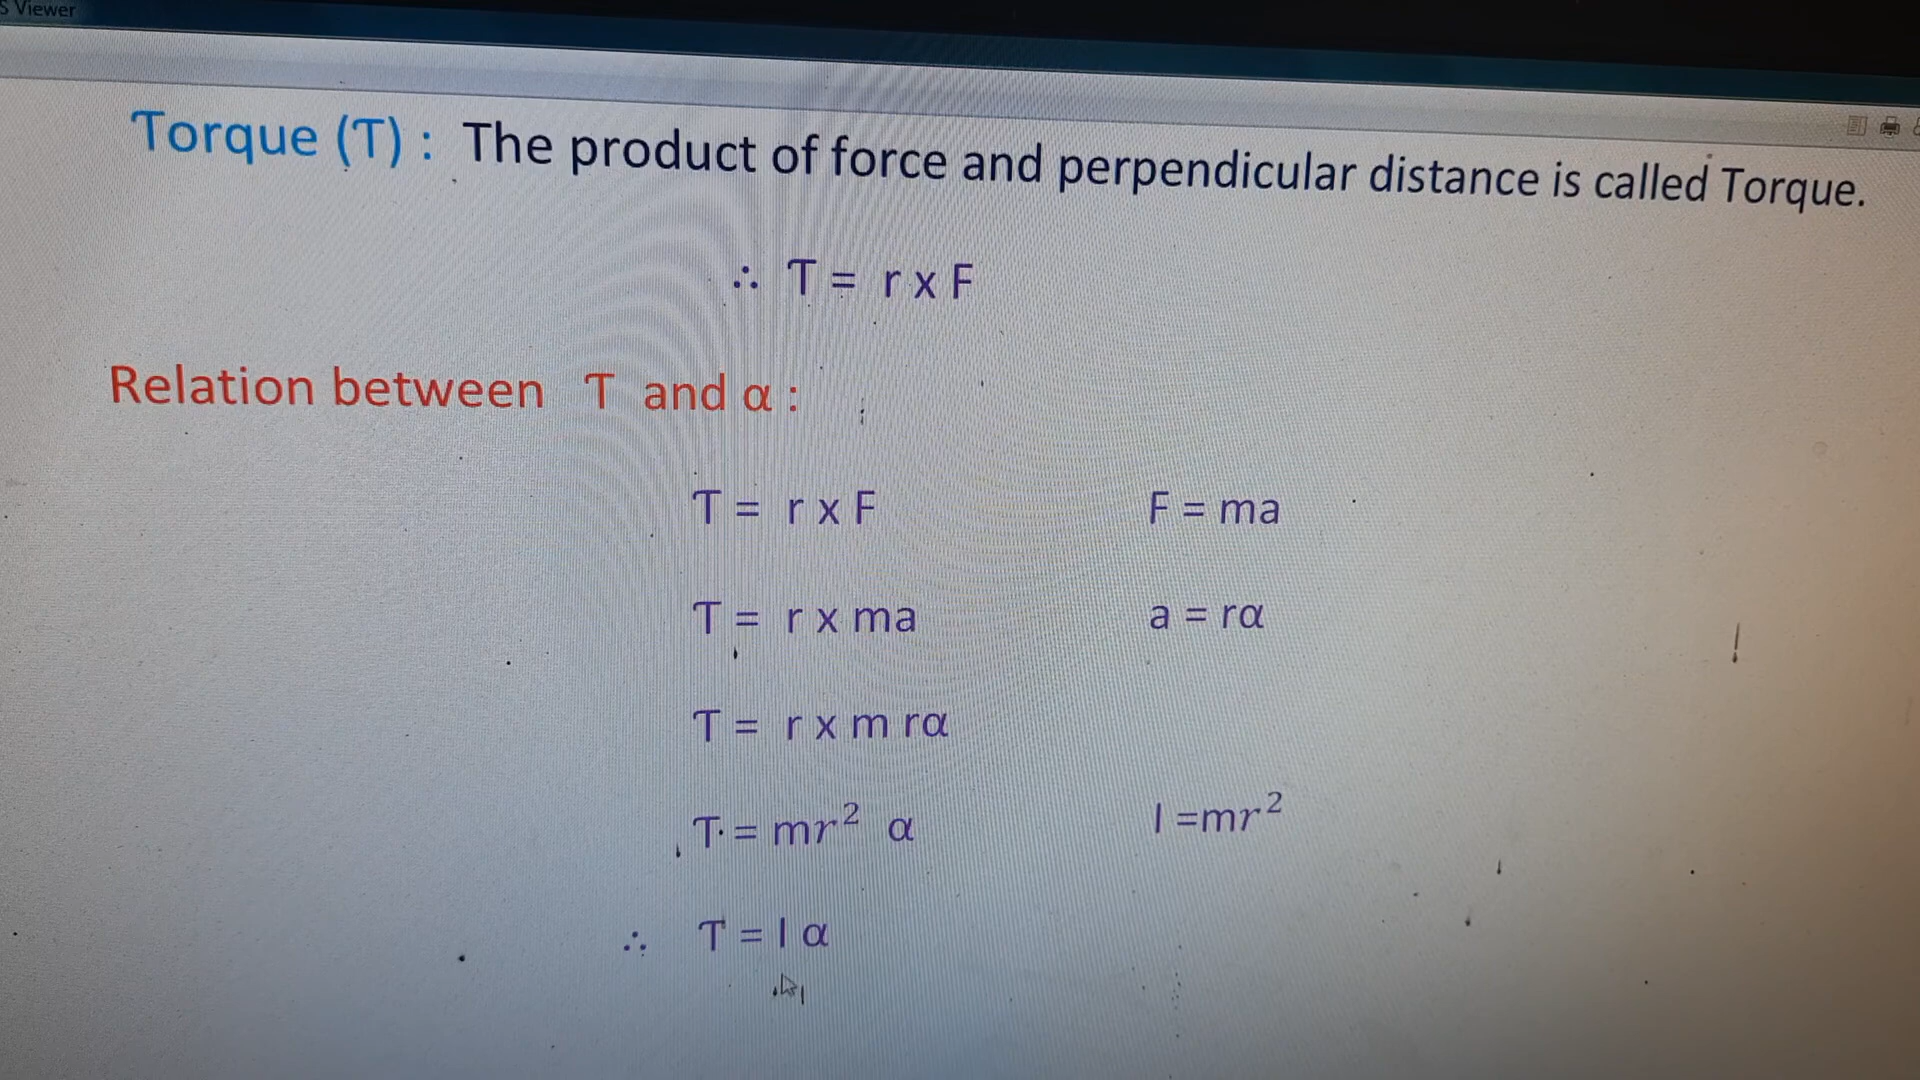 S Viewer
Torque (T) : The product of force and perpendicular distance is called Torque.
∴ T = r x F
Relation between T and α :
T = r x F F = ma
T = r x ma a = rα
T = r x m rα
T = mr² α I =mr²
∴ T = I α